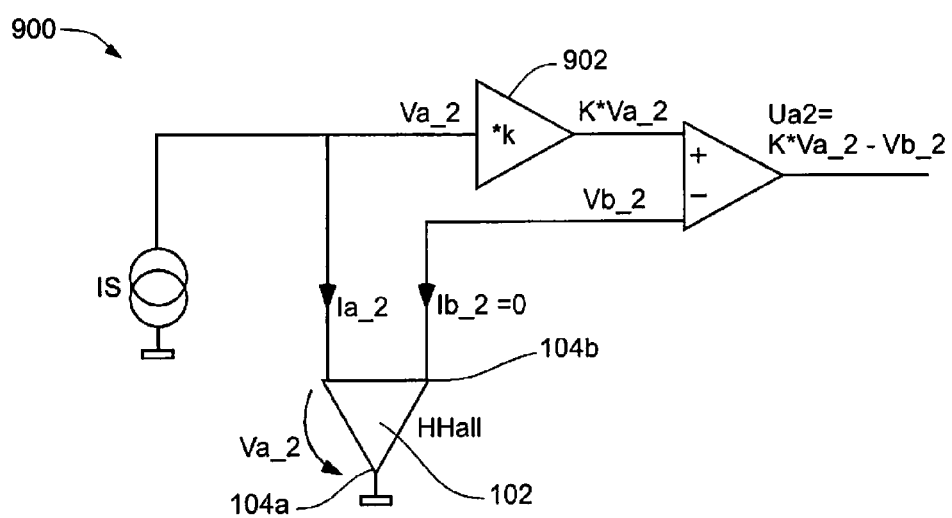 900
902
Va_2
*k
K*Va_2
Ua2=
K*Va_2 - Vb_2
+
−
Vb_2
IS
Ia_2
Ib_2 =0
104b
HHall
Va_2
104a
102